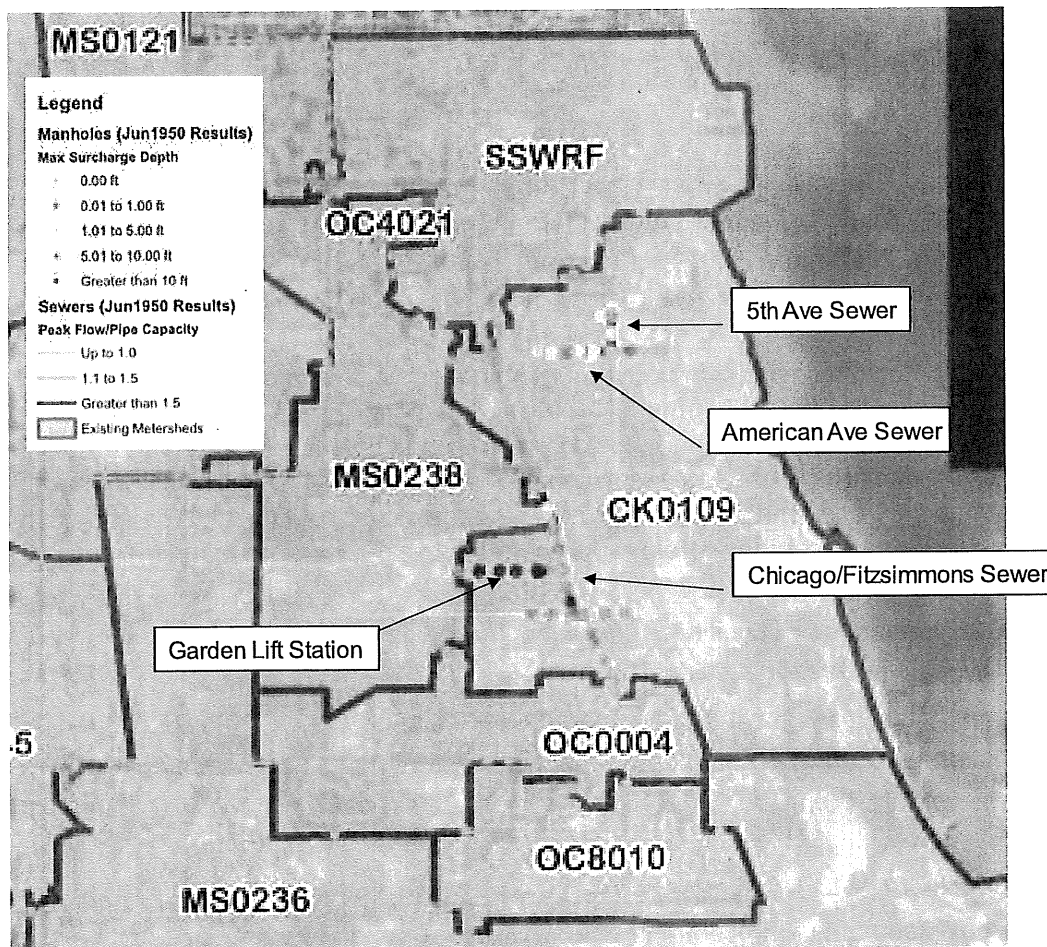 MS0121
Legend
Manholes (Jun1950 Results)
Max Surcharge Depth
0.00 ft
0.01 to 1.00 ft
1.01 to 5.00 ft
5.01 to 10.00 ft
Greater than 10 ft
Sewers (Jun1950 Results)
Peak Flow/Pipe Capacity
Up to 1.0
1.1 to 1.5
Greater than 1.5
Existing Metersheds
SSWRF
OC4021
5th Ave Sewer
American Ave Sewer
MS0238
CK0109
Chicago/Fitzsimmons Sewer
Garden Lift Station
OC0004
-5
OC8010
MS0236